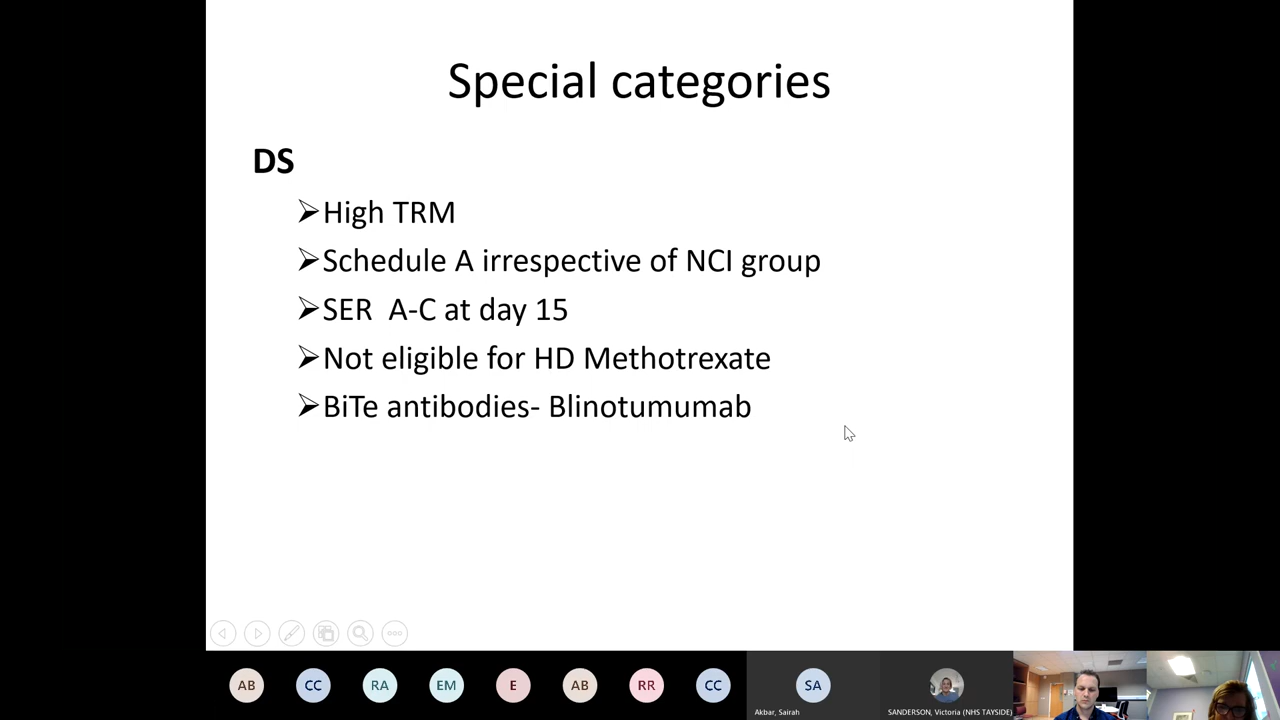 Special categories
DS
High TRM
Schedule A irrespective of NCI group
SER A-C at day 15
Not eligible for HD Methotrexate
BiTe antibodies- Blinotumumab
AB CC RA EM E AB RR CC SA
Akbar, Sairah
SANDERSON, Victoria (NHS TAYSIDE)